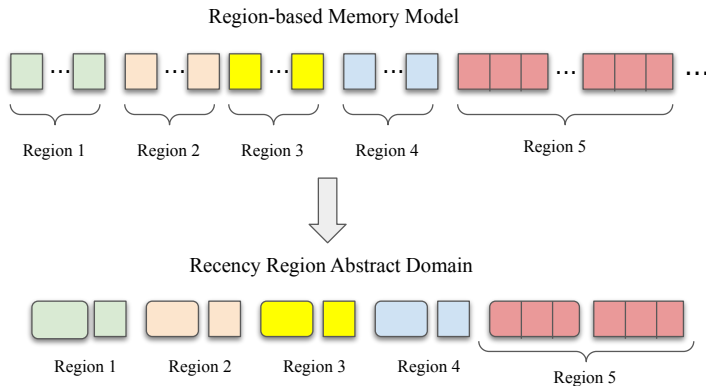 Region-based Memory Model
... ... ... ... ... ...
Region 1 Region 2 Region 3 Region 4 Region 5
Recency Region Abstract Domain
Region 1 Region 2 Region 3 Region 4 Region 5